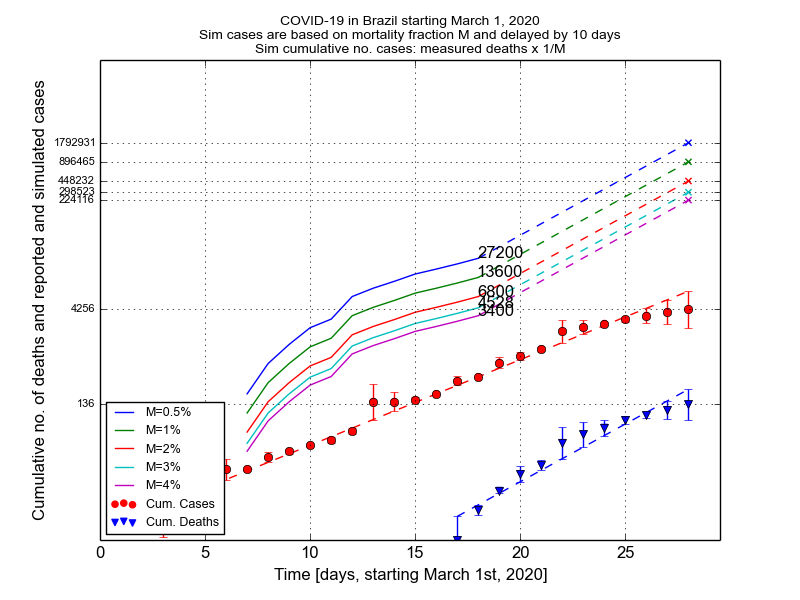 COVID-19 in Brazil starting March 1, 2020
Sim cases are based on mortality fraction M and delayed by 10 days
Sim cumulative no. cases: measured deaths x 1/M
Cumulative no. of deaths and reported and simulated cases
1792931
896465
448232
298523
224116
4256
136
27200
13600
6800
4528
3400
M=0.5%
M=1%
M=2%
M=3%
M=4%
Cum. Cases
Cum. Deaths
0 5 10 15 20 25
Time [days, starting March 1st, 2020]